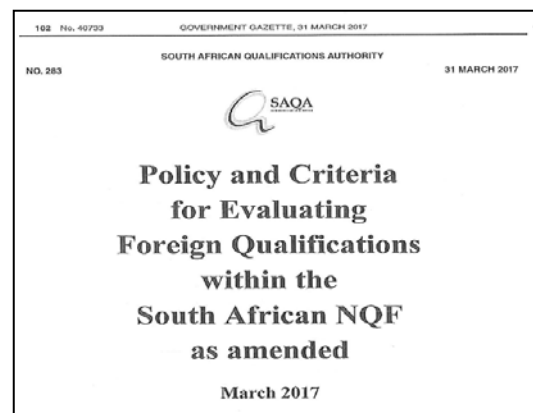 162 No. 40733 GOVERNMENT GAZETTE, 31 MARCH 2017
SOUTH AFRICAN QUALIFICATIONS AUTHORITY
NO. 283 31 MARCH 2017
SAQA
Policy and Criteria
for Evaluating
Foreign Qualifications
within the
South African NQF
as amended
March 2017